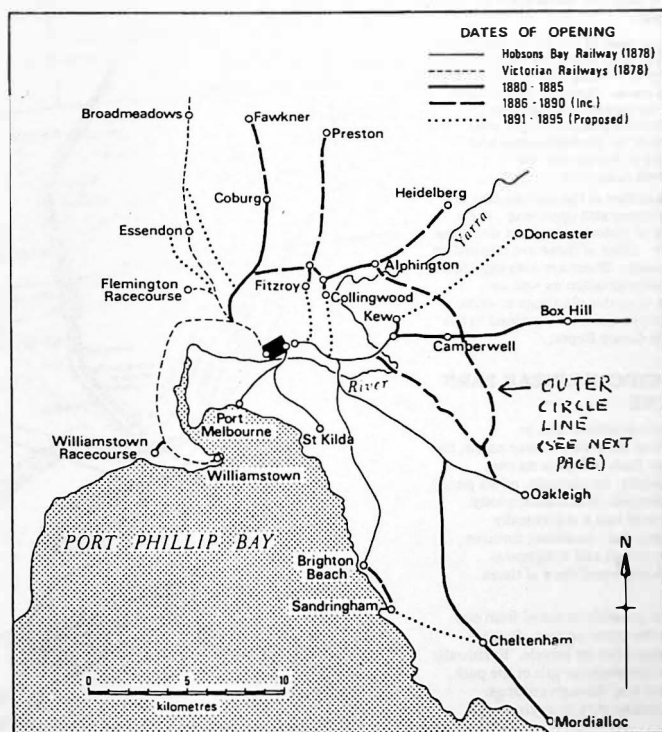 DATES OF OPENING
Hobsons Bay Railway (1878)
Victorian Railways (1878)
1880 - 1885
1886 - 1890 (Inc.)
1891 - 1895 (Proposed)
Broadmeadows
Fawkner
Preston
Coburg
Heidelberg
Yarra
Doncaster
Essendon
Alphington
Flemington
Racecourse
Fitzroy
Collingwood
Kew
Box Hill
Camberwell
River
OUTER
CIRCLE
LINE
(SEE NEXT
PAGE)
Port
Melbourne
St Kilda
Williamstown
Racecourse
Williamstown
Oakleigh
PORT PHILLIP BAY
Brighton
Beach
N
Sandringham
Cheltenham
0 5 10
kilometres
Mordialloc